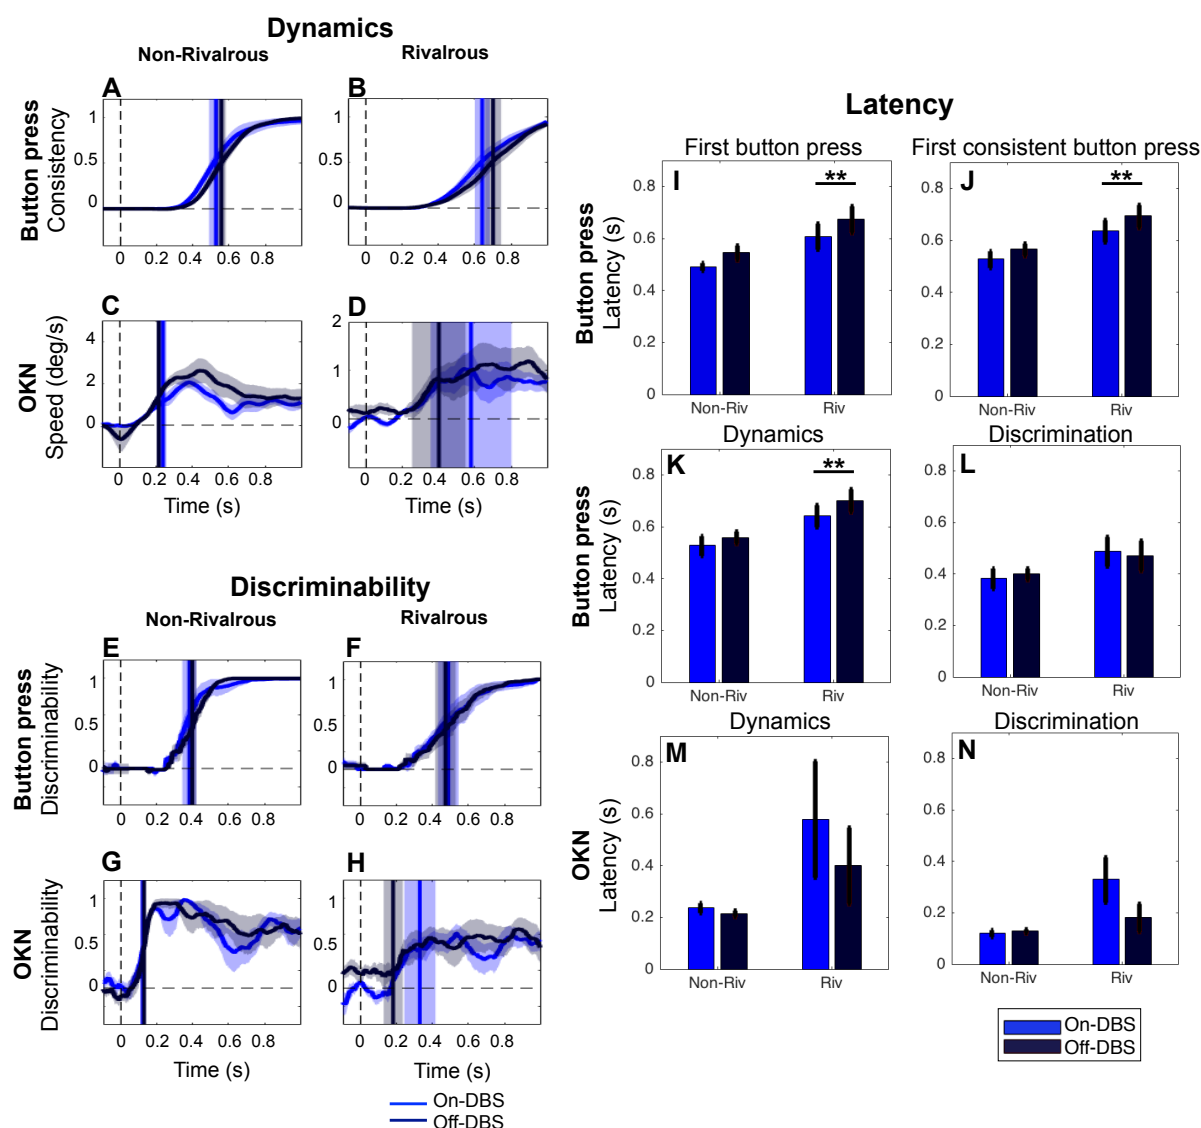 Dynamics
Non-Rivalrous
Rivalrous
A
B
Button press
Consistency
1
0.5
0
0 0.2 0.4 0.6 0.8
1
0.5
0
0 0.2 0.4 0.6 0.8
C
D
OKN
Speed (deg/s)
4
2
0
0 0.2 0.4 0.6 0.8
2
1
0
0 0.2 0.4 0.6 0.8
Time (s)
Time (s)
Discriminability
Non-Rivalrous
Rivalrous
E
F
Button press
Discriminability
1
0.5
0
0 0.2 0.4 0.6 0.8
1
0.5
0
0 0.2 0.4 0.6 0.8
G
H
OKN
Discriminability
1
0.5
0
0 0.2 0.4 0.6 0.8
1
0.5
0
0 0.2 0.4 0.6 0.8
Time (s)
Time (s)
On-DBS
Off-DBS
Latency
First button press
I
**
Button press
Latency (s)
0.8
0.6
0.4
0.2
0
Non-Riv
Riv
First consistent button press
J
**
0.8
0.6
0.4
0.2
0
Non-Riv
Riv
Dynamics
K
**
Button press
Latency (s)
0.8
0.6
0.4
0.2
0
Non-Riv
Riv
Discrimination
L
0.8
0.6
0.4
0.2
0
Non-Riv
Riv
Dynamics
M
OKN
Latency (s)
0.8
0.6
0.4
0.2
0
Non-Riv
Riv
Discrimination
N
0.8
0.6
0.4
0.2
0
Non-Riv
Riv
On-DBS
Off-DBS